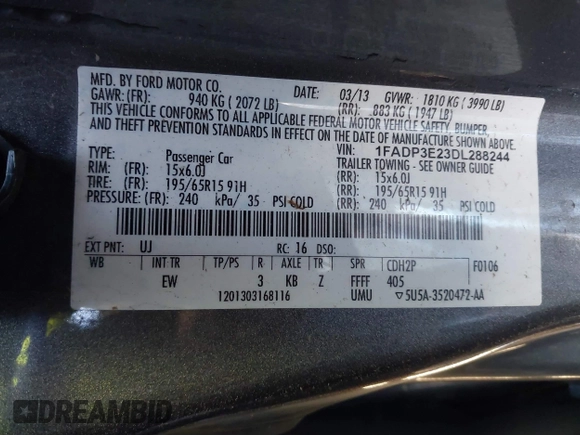 MFD. BY FORD MOTOR CO.
DATE: 03/13 GVWR: 1810 KG ( 3990 LB)
GAWR: (FR): 940 KG ( 2072 LB) (RR): 883 KG ( 1947 LB)
THIS VEHICLE CONFORMS TO ALL APPLICABLE FEDERAL MOTOR VEHICLE SAFETY, BUMPER,
THEFT PREVENTION STANDARDS IN EFFECT ON THE DATE OF MANUFACTURE SHOWN ABOVE.
VIN: 1FADP3E23DL288244
TYPE: Passenger Car TRAILER TOWING - SEE OWNER GUIDE
RIM: (FR): 15x6.0J (RR): 15x6.0J
TIRE: (FR): 195/65R15 91H (RR): 195/65R15 91H
PRESSURE: (FR): 240 kPa/ 35 PSI COLD (RR): 240 kPa/ 35 PSI COLD
EXT PNT: UJ RC: 16 DSO: F0106
WB INT TR TP/PS R AXLE TR SPR CDH2P
EW 3 KB Z FFFF 405
1201303168116 UMU 5U5A-3520472-AA
DREAMBID